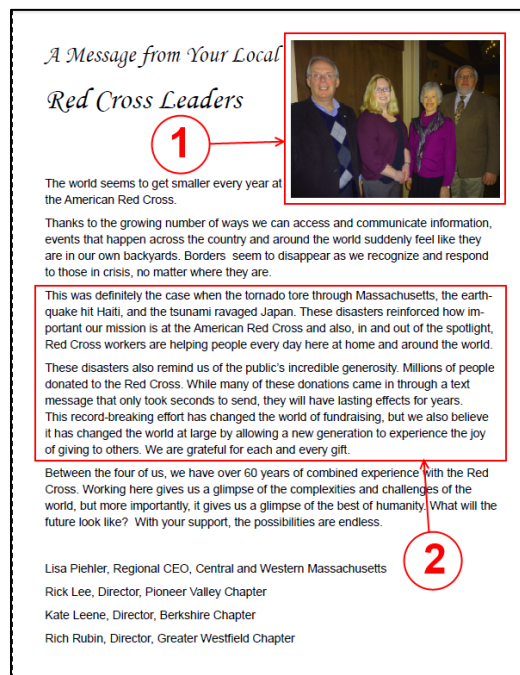 A Message from Your Local
Red Cross Leaders
1
The world seems to get smaller every year at
the American Red Cross.
Thanks to the growing number of ways we can access and communicate information,
events that happen across the country and around the world suddenly feel like they
are in our own backyards. Borders seem to disappear as we recognize and respond
to those in crisis, no matter where they are.
This was definitely the case when the tornado tore through Massachusetts, the earth-
quake hit Haiti, and the tsunami ravaged Japan. These disasters reinforced how im-
portant our mission is at the American Red Cross and also, in and out of the spotlight,
Red Cross workers are helping people every day here at home and around the world.
These disasters also remind us of the public's incredible generosity. Millions of people
donated to the Red Cross. While many of these donations came in through a text
message that only took seconds to send, they will have lasting effects for years.
This record-breaking effort has changed the world of fundraising, but we also believe
it has changed the world at large by allowing a new generation to experience the joy
of giving to others. We are grateful for each and every gift.
Between the four of us, we have over 60 years of combined experience with the Red
Cross. Working here gives us a glimpse of the complexities and challenges of the
world, but more importantly, it gives us a glimpse of the best of humanity. What will the
future look like? With your support, the possibilities are endless.
2
Lisa Piehler, Regional CEO, Central and Western Massachusetts
Rick Lee, Director, Pioneer Valley Chapter
Kate Leene, Director, Berkshire Chapter
Rich Rubin, Director, Greater Westfield Chapter